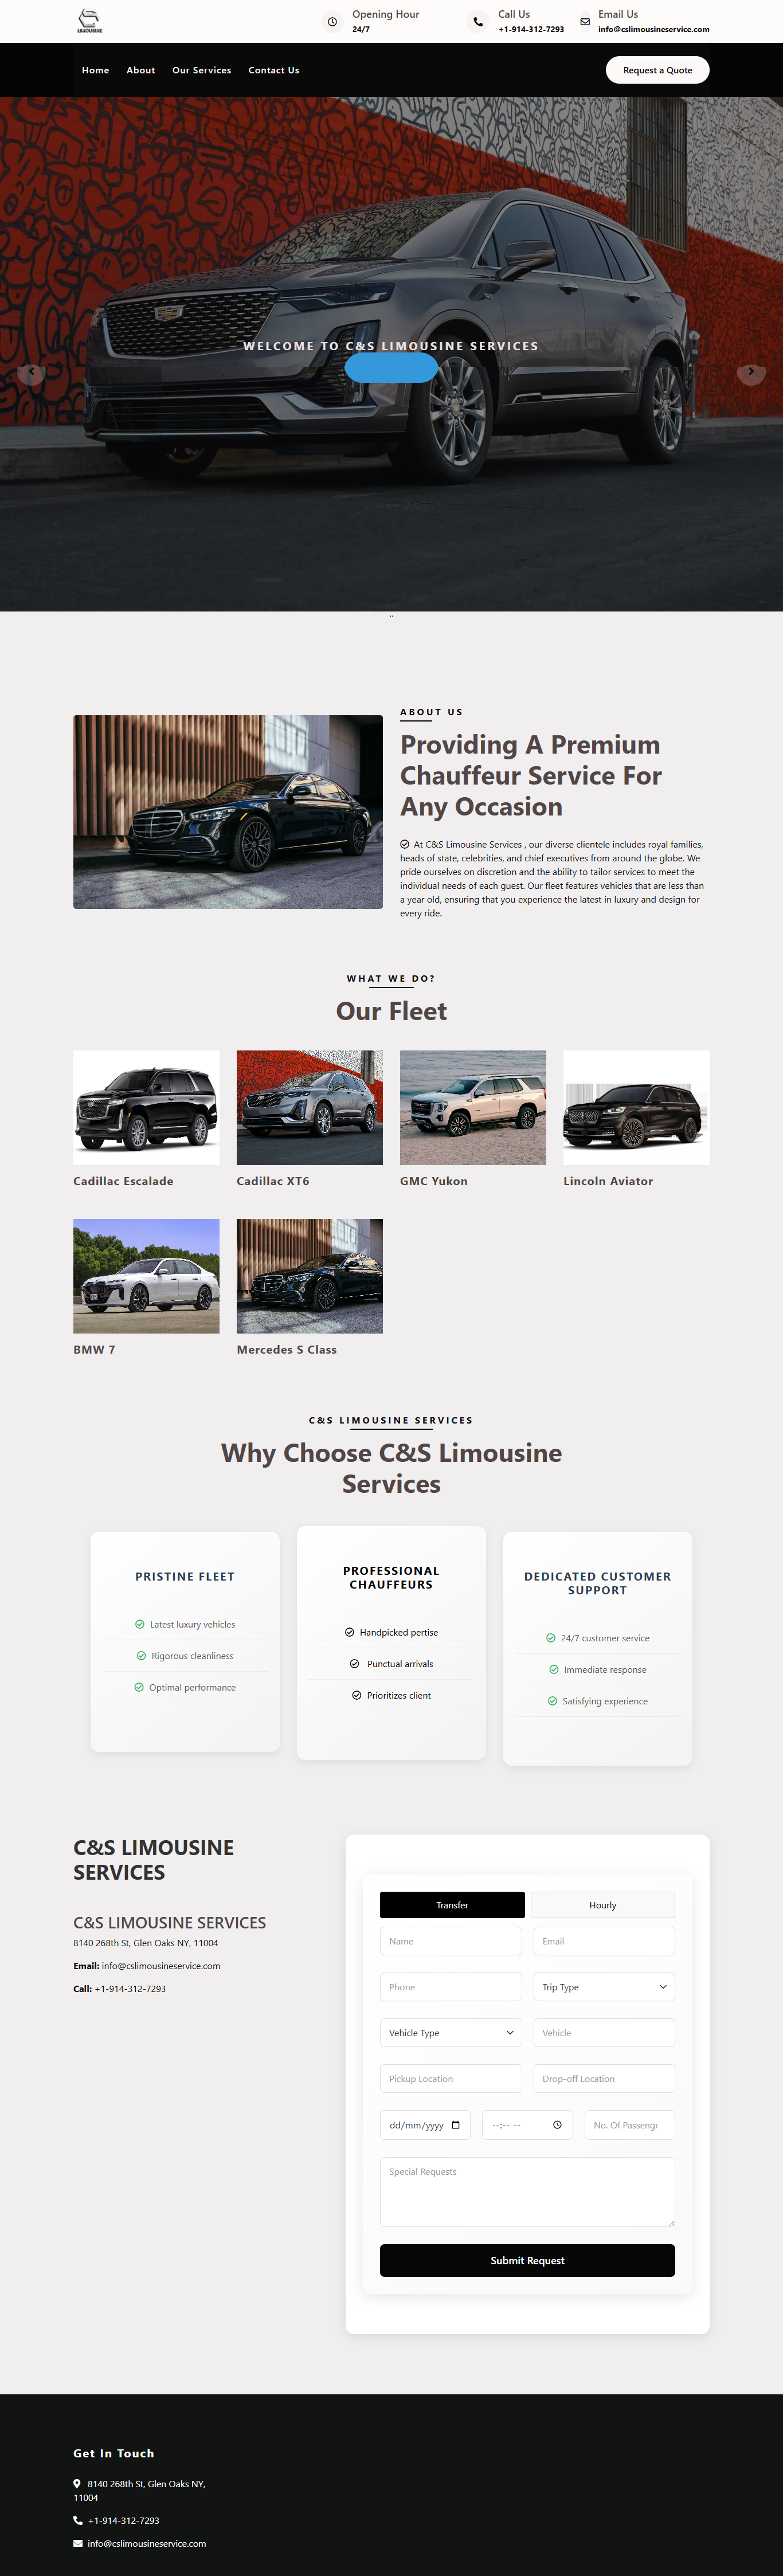 LIMOUSINE
Opening Hour
24/7
Call Us
+1-914-312-7293
Email Us
info@cslimousineservice.com
Home
About
Our Services
Contact Us
Request a Quote
WELCOME TO C&S LIMOUSINE SERVICES
ABOUT US
Providing A Premium
Chauffeur Service For
Any Occasion
At C&S Limousine Services , our diverse clientele includes royal families,
heads of state, celebrities, and chief executives from around the globe. We
pride ourselves on discretion and the ability to tailor services to meet the
individual needs of each guest. Our fleet features vehicles that are less than
a year old, ensuring that you experience the latest in luxury and design for
every ride.
WHAT WE DO?
Our Fleet
Cadillac Escalade
Cadillac XT6
GMC Yukon
Lincoln Aviator
BMW 7
Mercedes S Class
C&S LIMOUSINE SERVICES
Why Choose C&S Limousine
Services
PRISTINE FLEET
Latest luxury vehicles
Rigorous cleanliness
Optimal performance
PROFESSIONAL
CHAUFFEURS
Handpicked pertise
Punctual arrivals
Prioritizes client
DEDICATED CUSTOMER
SUPPORT
24/7 customer service
Immediate response
Satisfying experience
C&S LIMOUSINE
SERVICES
C&S LIMOUSINE SERVICES
8140 268th St, Glen Oaks NY, 11004
Email: info@cslimousineservice.com
Call: +1-914-312-7293
Transfer
Hourly
Name
Email
Phone
Trip Type
Vehicle Type
Vehicle
Pickup Location
Drop-off Location
dd/mm/yyyy
--:-- --
No. Of Passeng
Special Requests
Submit Request
Get In Touch
8140 268th St, Glen Oaks NY,
11004
+1-914-312-7293
info@cslimousineservice.com